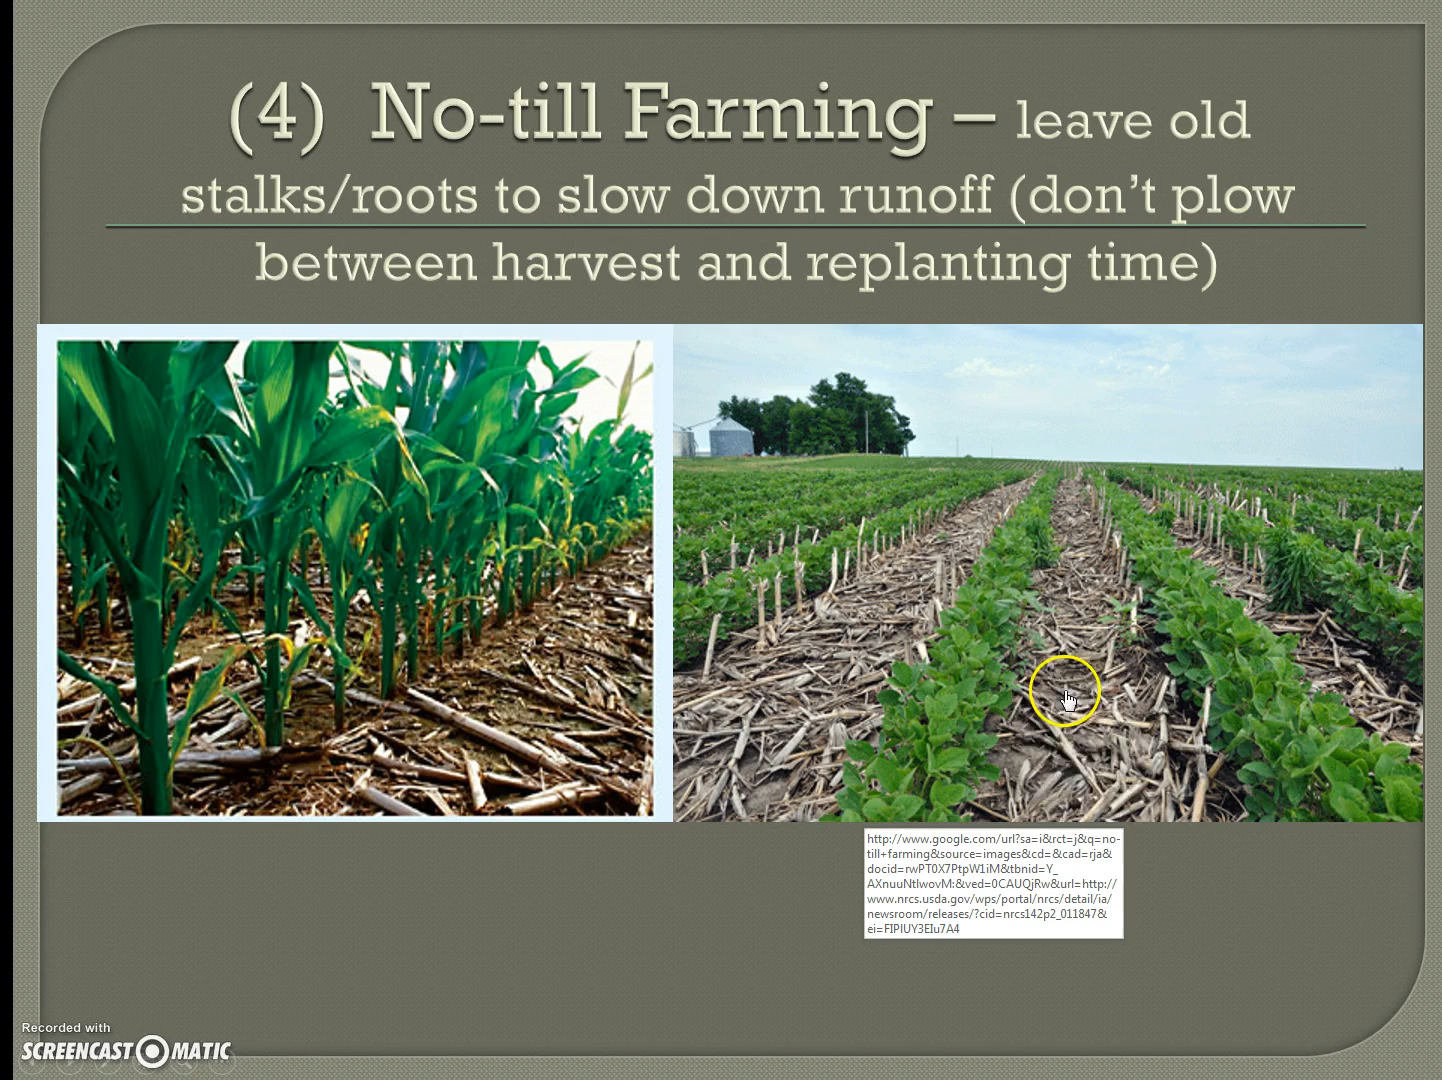 (4) No-till Farming – leave old
stalks/roots to slow down runoff (don't plow
between harvest and replanting time)
http://www.google.com/url?sa=i&rct=j&q=no-
till+farming&source=images&cd=&cad=rja&
docid=rwPT0X7PtpW1iM&tbnid=Y_
AXnuuNtlwovM:&ved=0CAUQjRw&url=http://
www.nrcs.usda.gov/wps/portal/nrcs/detail/ia/
newsroom/releases/?cid=nrcs142p2_011847&
ei=FIPlUY3EIu7A4
Recorded with
SCREENCAST MATIC